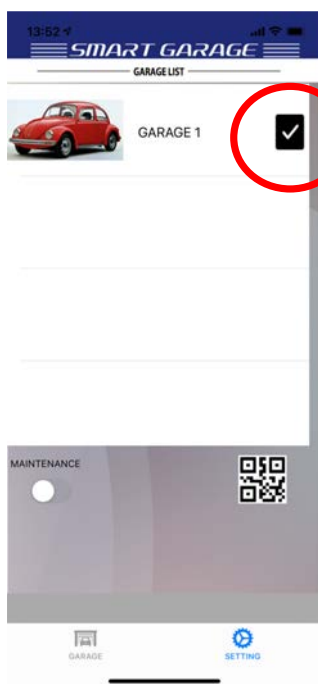 13:52
SMART GARAGE
GARAGE LIST
GARAGE 1
MAINTENANCE
GARAGE
SETTING